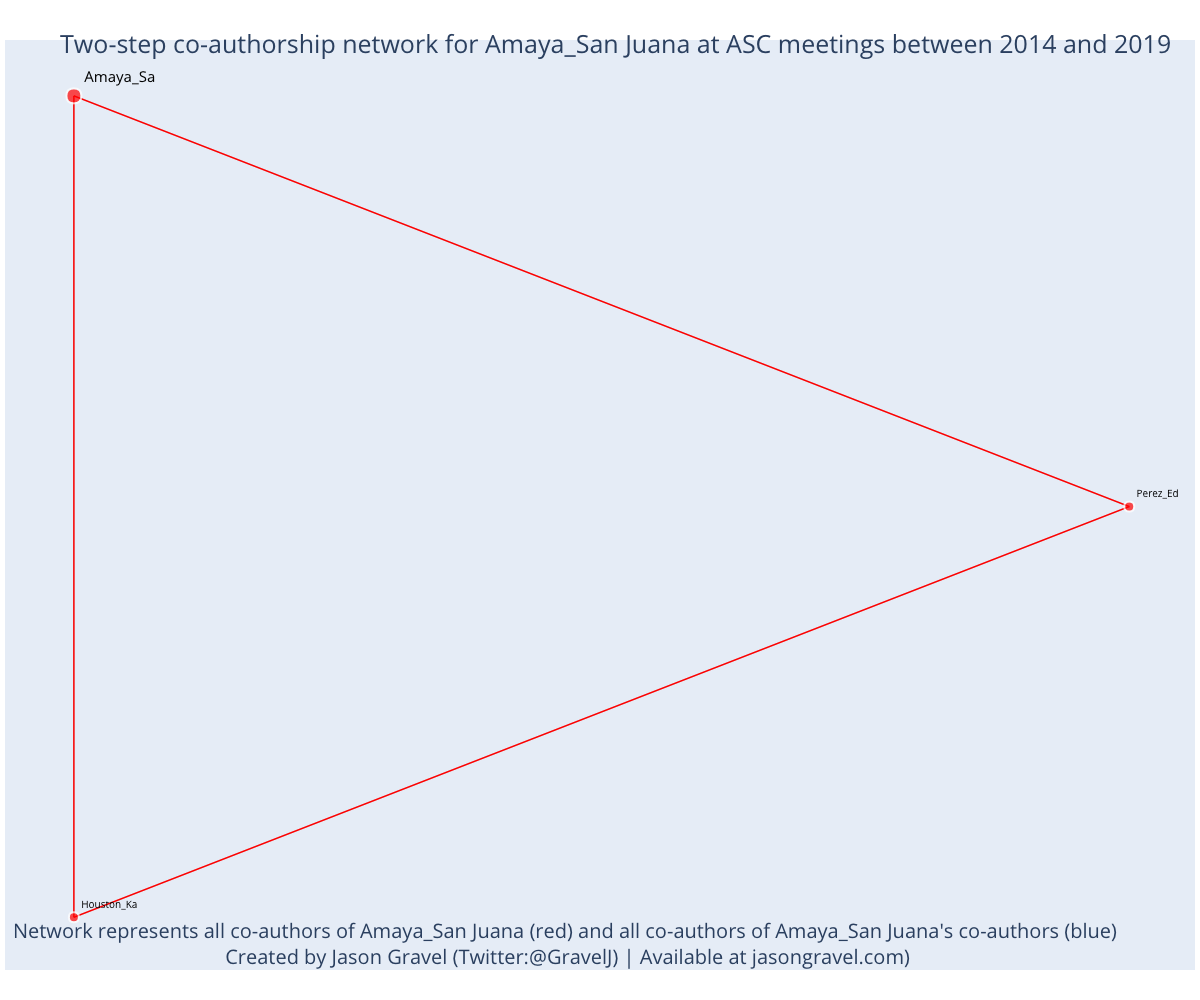 Two-step co-authorship network for Amaya_San Juana at ASC meetings between 2014 and 2019
Amaya_Sa
Perez_Ed
Houston_Ka
Network represents all co-authors of Amaya_San Juana (red) and all co-authors of Amaya_San Juana's co-authors (blue)
Created by Jason Gravel (Twitter:@GravelJ) | Available at jasongravel.com)